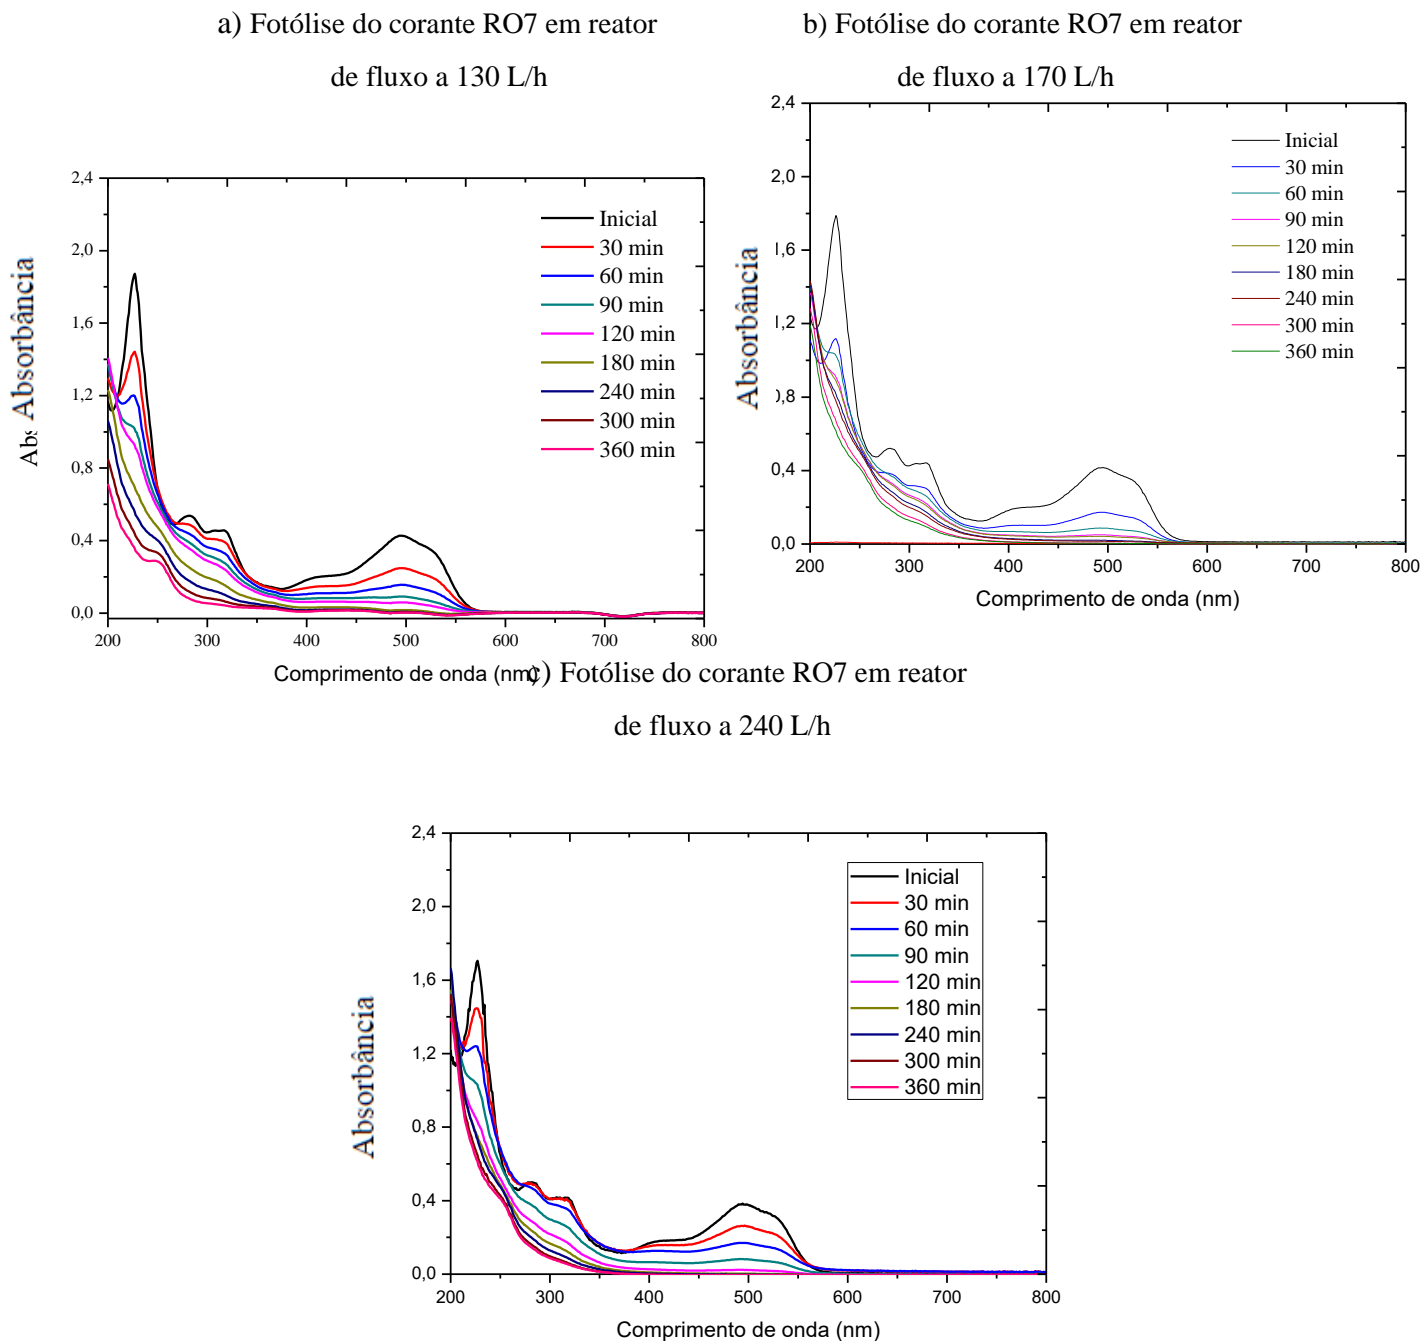 a) Fotólise do corante RO7 em reator
de fluxo a 130 L/h
b) Fotólise do corante RO7 em reator
de fluxo a 170 L/h
2,4
2,0
1,6
1,2
0,8
0,4
0,0
200
300
400
500
600
700
800
Absorbância
Abs
Comprimento de onda (nm)
Inicial
30 min
60 min
90 min
120 min
180 min
240 min
300 min
360 min
2,4
2,0
1,6
1,2
0,8
0,4
0,0
200
300
400
500
600
700
800
Absorbância
Comprimento de onda (nm)
Inicial
30 min
60 min
90 min
120 min
180 min
240 min
300 min
360 min
c) Fotólise do corante RO7 em reator
de fluxo a 240 L/h
2,4
2,0
1,6
1,2
0,8
0,4
0,0
200
300
400
500
600
700
800
Absorbância
Comprimento de onda (nm)
Inicial
30 min
60 min
90 min
120 min
180 min
240 min
300 min
360 min